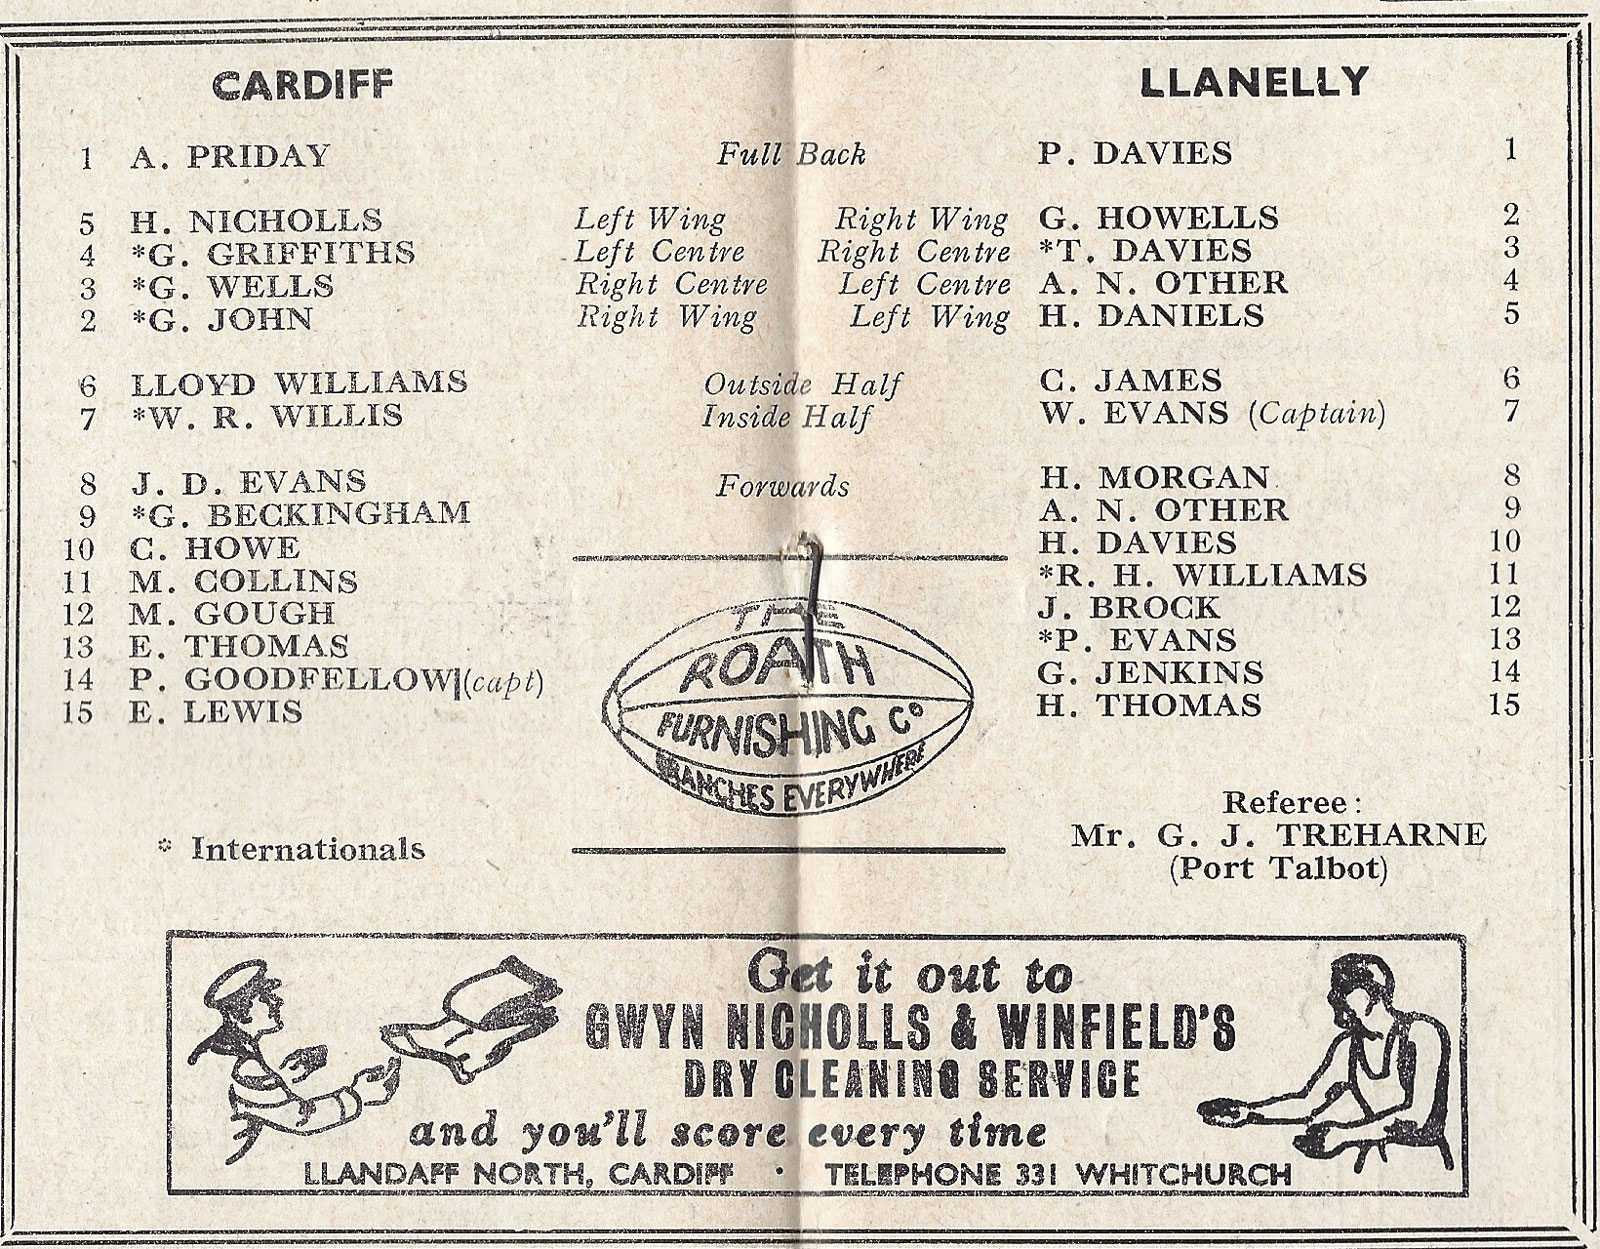 CARDIFF LLANELLY
1 A. PRIDAY Full Back P. DAVIES 1
5 H. NICHOLLS Left Wing Right Wing G. HOWELLS 2
4 *G. GRIFFITHS Left Centre Right Centre *T. DAVIES 3
3 *G. WELLS Right Centre Left Centre A. N. OTHER 4
2 *G. JOHN Right Wing Left Wing H. DANIELS 5
6 LLOYD WILLIAMS Outside Half C. JAMES 6
7 *W. R. WILLIS Inside Half W. EVANS (Captain) 7
8 J. D. EVANS Forwards H. MORGAN 8
9 *G. BECKINGHAM A. N. OTHER 9
10 C. HOWE H. DAVIES 10
11 M. COLLINS *R. H. WILLIAMS 11
12 M. GOUGH J. BROCK 12
13 E. THOMAS *P. EVANS 13
14 P. GOODFELLOW (capt) G. JENKINS 14
15 E. LEWIS H. THOMAS 15
THE
ROATH
FURNISHING Co
BRANCHES EVERYWHERE
* Internationals
Referee:
Mr. G. J. TREHARNE
(Port Talbot)
Get it out to
GWYN NICHOLLS & WINFIELD'S
DRY CLEANING SERVICE
and you'll score every time
LLANDAFF NORTH, CARDIFF · TELEPHONE 331 WHITCHURCH